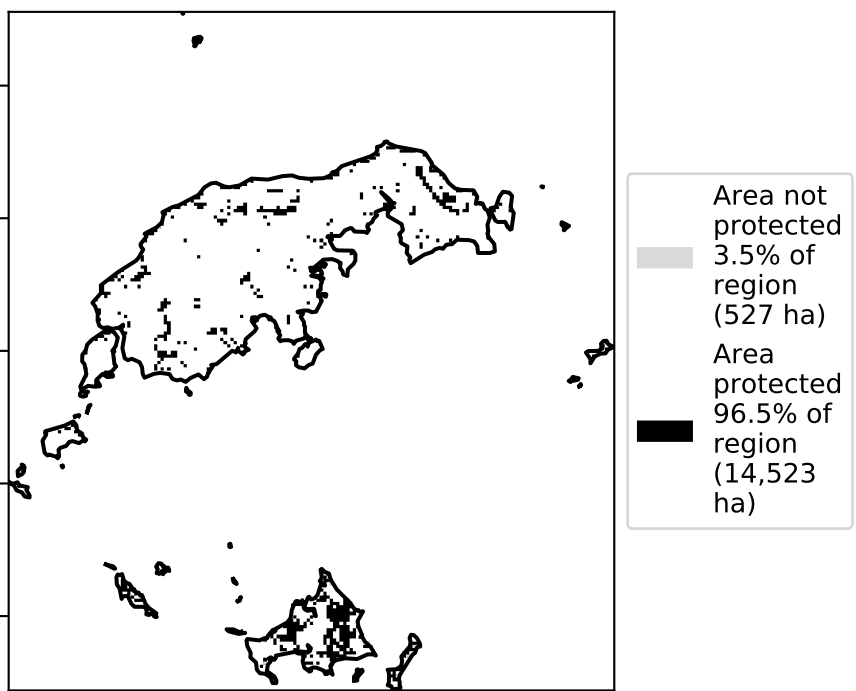 Area not
protected
3.5% of
region
(527 ha)
Area
protected
96.5% of
region
(14,523
ha)